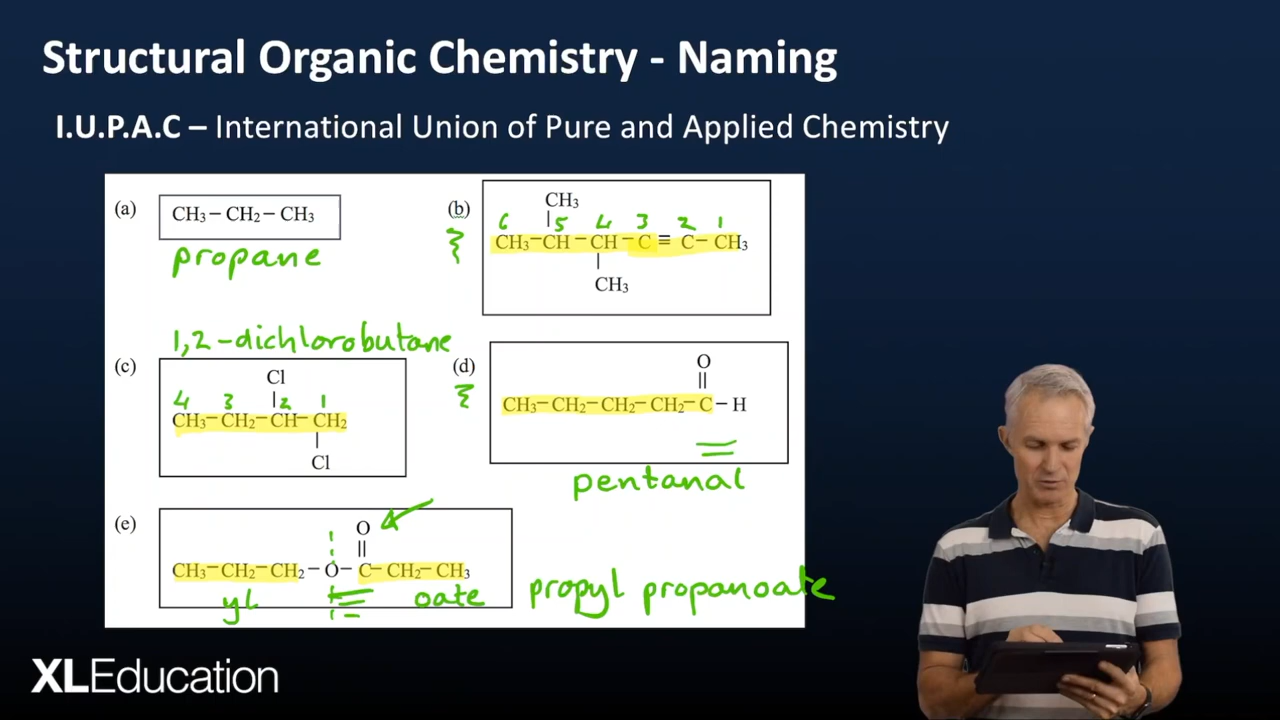 Structural Organic Chemistry - Naming
I.U.P.A.C – International Union of Pure and Applied Chemistry
(a)
CH₃ – CH₂ – CH₃
propane
(b)
CH₃
6 5 4 3 2 1
CH₃ – CH – CH – C ≡ C – CH₃
CH₃
1,2-dichlorobutane
(c)
Cl
4 3 2 1
CH₃ – CH₂ – CH – CH₂
Cl
(d)
O
CH₃ – CH₂ – CH₂ – CH₂ – C – H
pentanal
(e)
O
CH₃ – CH₂ – CH₂ – O – C – CH₂ – CH₃
yl oate
propyl propanoate
XLEducation